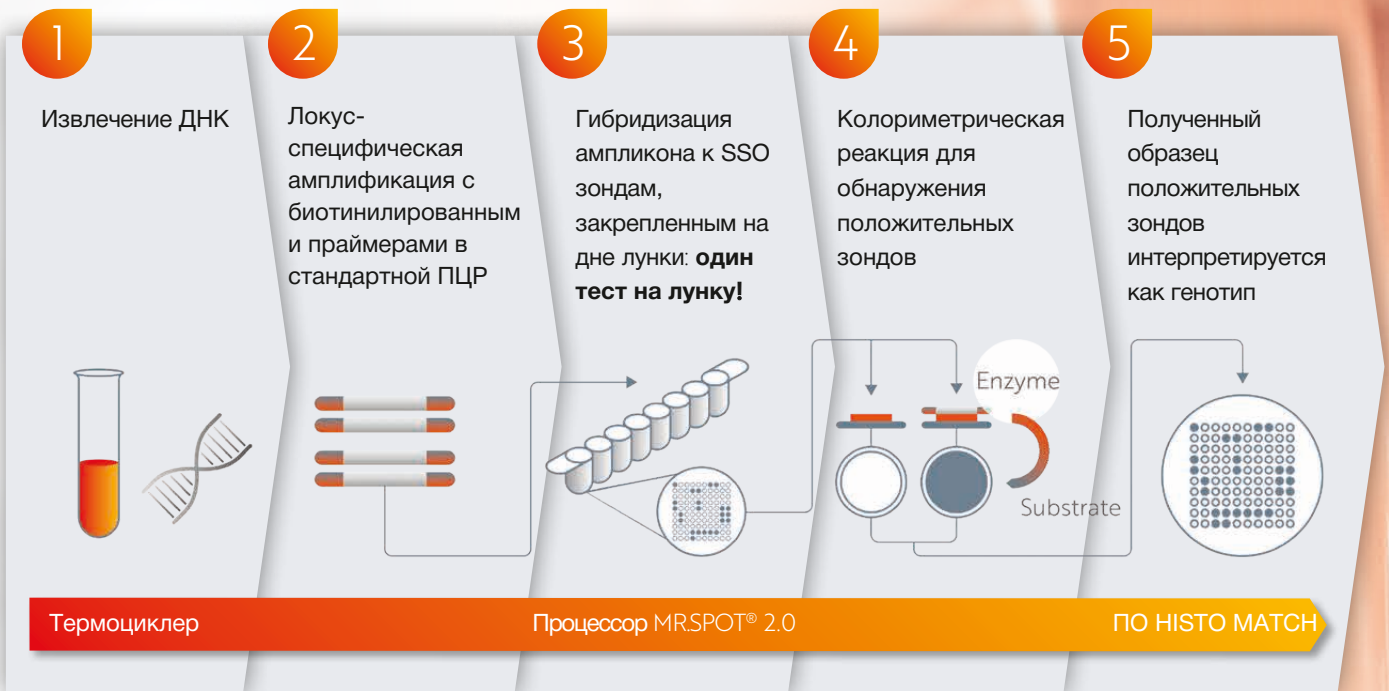 1
Извлечение ДНК
2
Локус-
специфическая
амплификация с
биотинилированным
и праймерами в
стандартной ПЦР
3
Гибридизация
ампликона к SSO
зондам,
закрепленным на
дне лунки: один
тест на лунку!
4
Колориметрическая
реакция для
обнаружения
положительных
зондов
Enzyme
Substrate
5
Полученный
образец
положительных
зондов
интерпретируется
как генотип
Термоциклер
Процессор MR.SPOT® 2.0
ПО HISTO MATCH